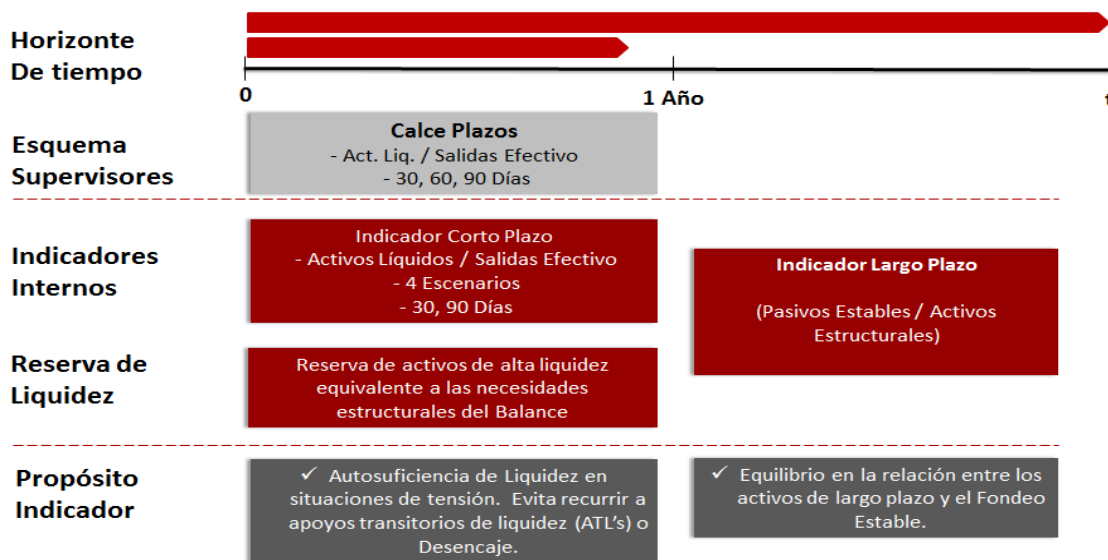 Horizonte
De tiempo
0
1 Año
t
Esquema
Supervisores
Calce Plazos
- Act. Liq. / Salidas Efectivo
- 30, 60, 90 Días
Indicadores
Internos
Indicador Corto Plazo
- Activos Líquidos / Salidas Efectivo
- 4 Escenarios
- 30, 90 Días
Indicador Largo Plazo
(Pasivos Estables / Activos
Estructurales)
Reserva de
Liquidez
Reserva de activos de alta liquidez
equivalente a las necesidades
estructurales del Balance
Propósito
Indicador
✓ Autosuficiencia de Liquidez en
situaciones de tensión. Evita recurrir a
apoyos transitorios de liquidez (ATL’s) o
Desencaje.
✓ Equilibrio en la relación entre los
activos de largo plazo y el Fondeo
Estable.